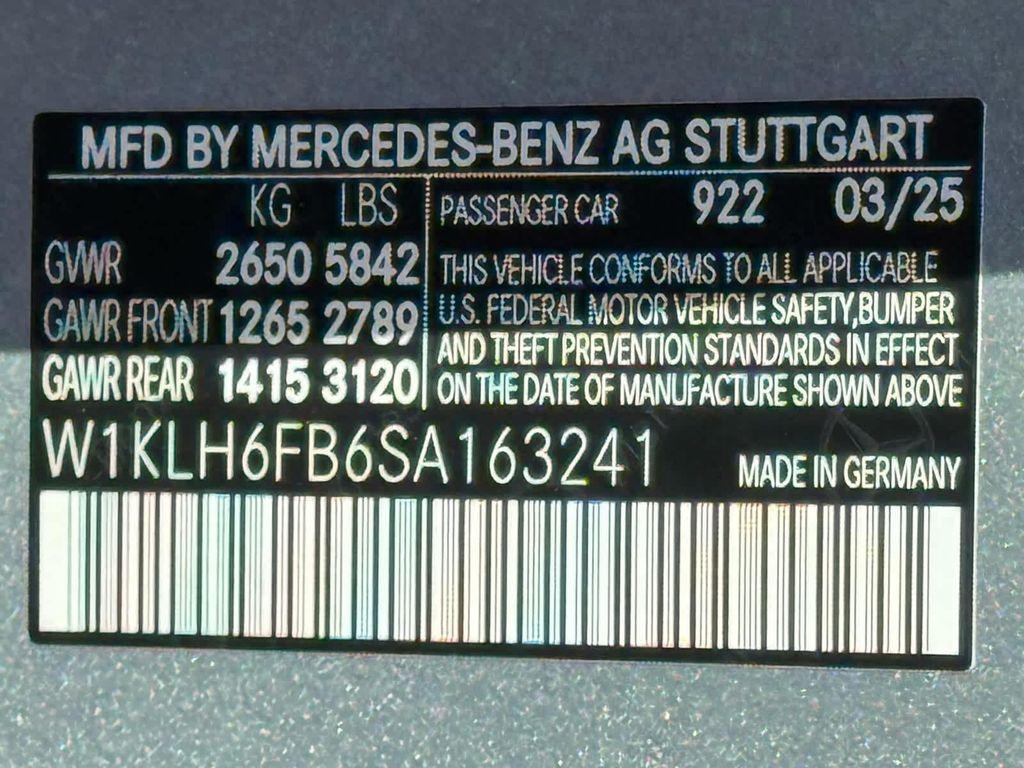 MFD BY MERCEDES-BENZ AG STUTTGART
KG LBS
GVWR 2650 5842
GAWR FRONT 1265 2789
GAWR REAR 1415 3120
PASSENGER CAR 922 03/25
THIS VEHICLE CONFORMS TO ALL APPLICABLE
U.S. FEDERAL MOTOR VEHICLE SAFETY,BUMPER
AND THEFT PREVENTION STANDARDS IN EFFECT
ON THE DATE OF MANUFACTURE SHOWN ABOVE
W1KLH6FB6SA163241
MADE IN GERMANY